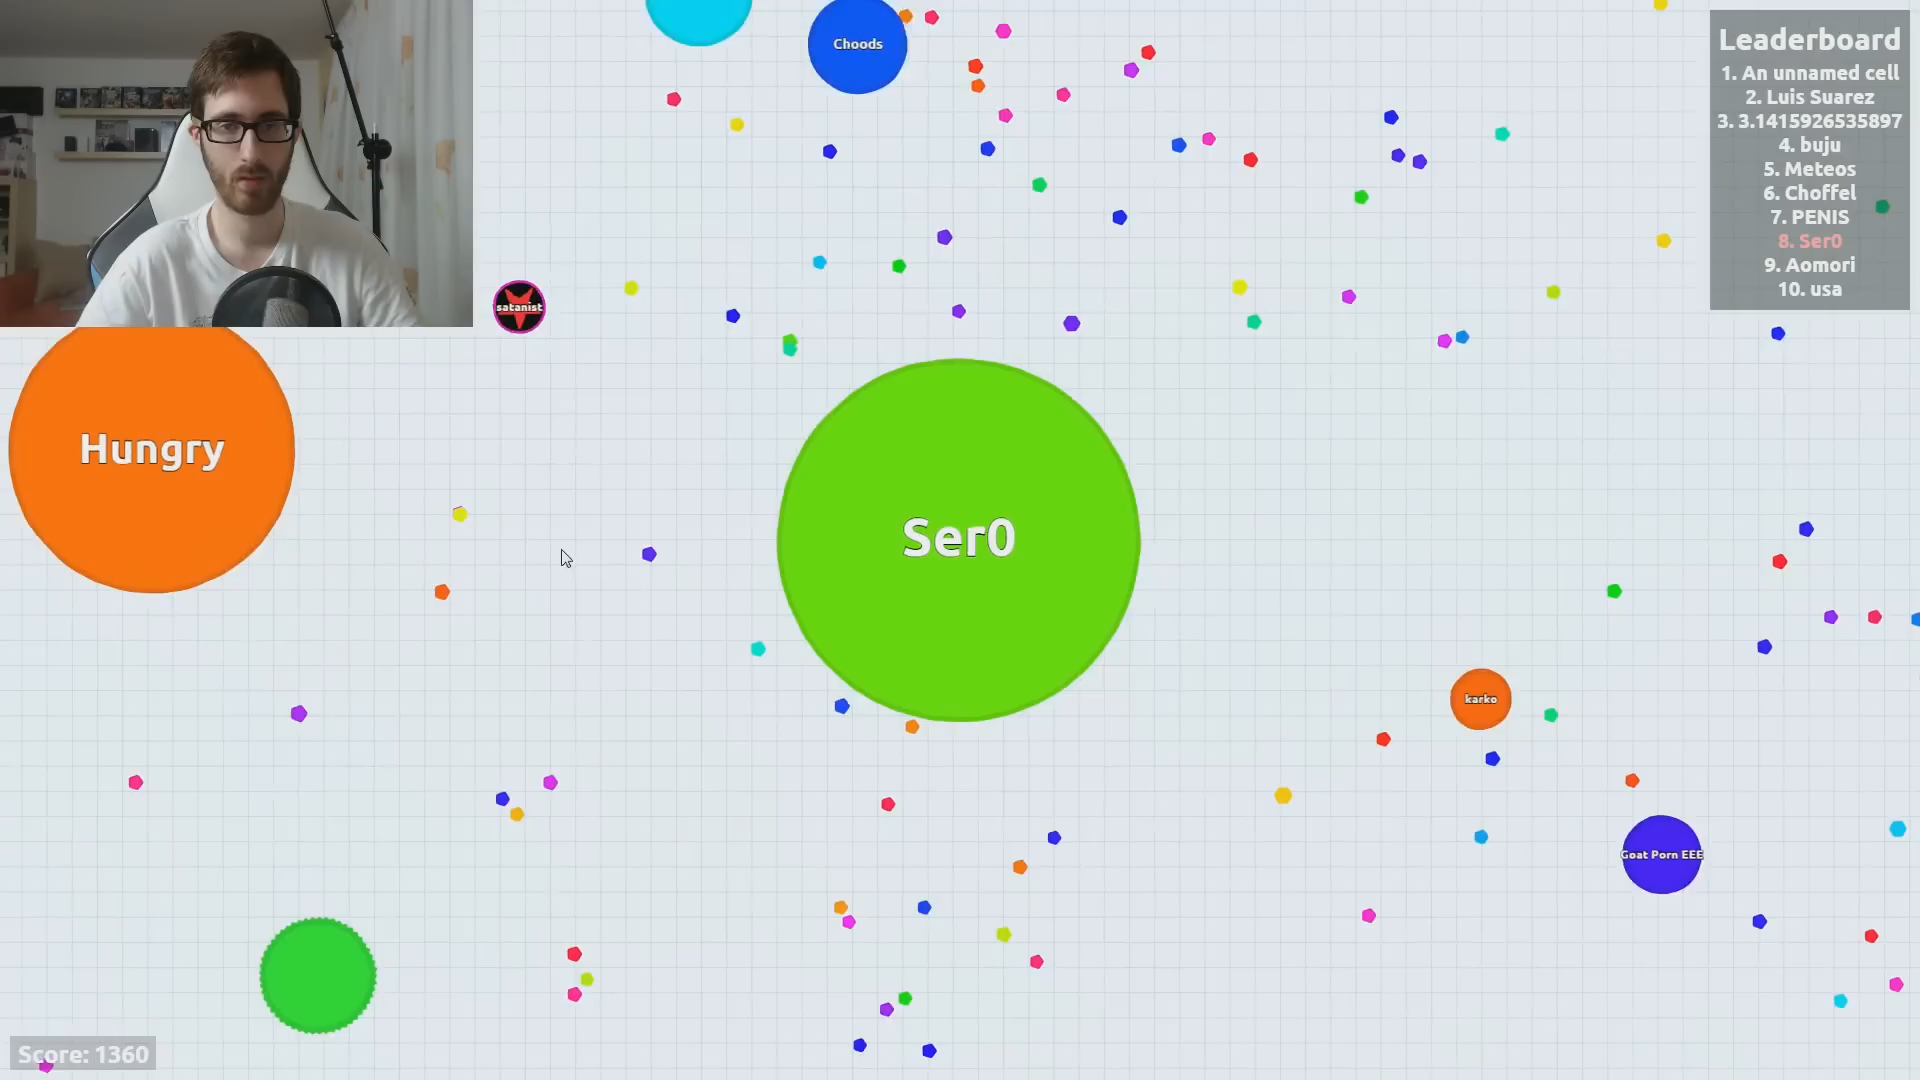 Choods
Leaderboard
1. An unnamed cell
2. Luis Suarez
3. 3.1415926535897
4. buju
5. Meteos
6. Choffel
7. PENIS
8. Ser0
9. Aomori
10. usa
satanist
Hungry
Ser0
karko
Goat Porn EEE
Score: 1360